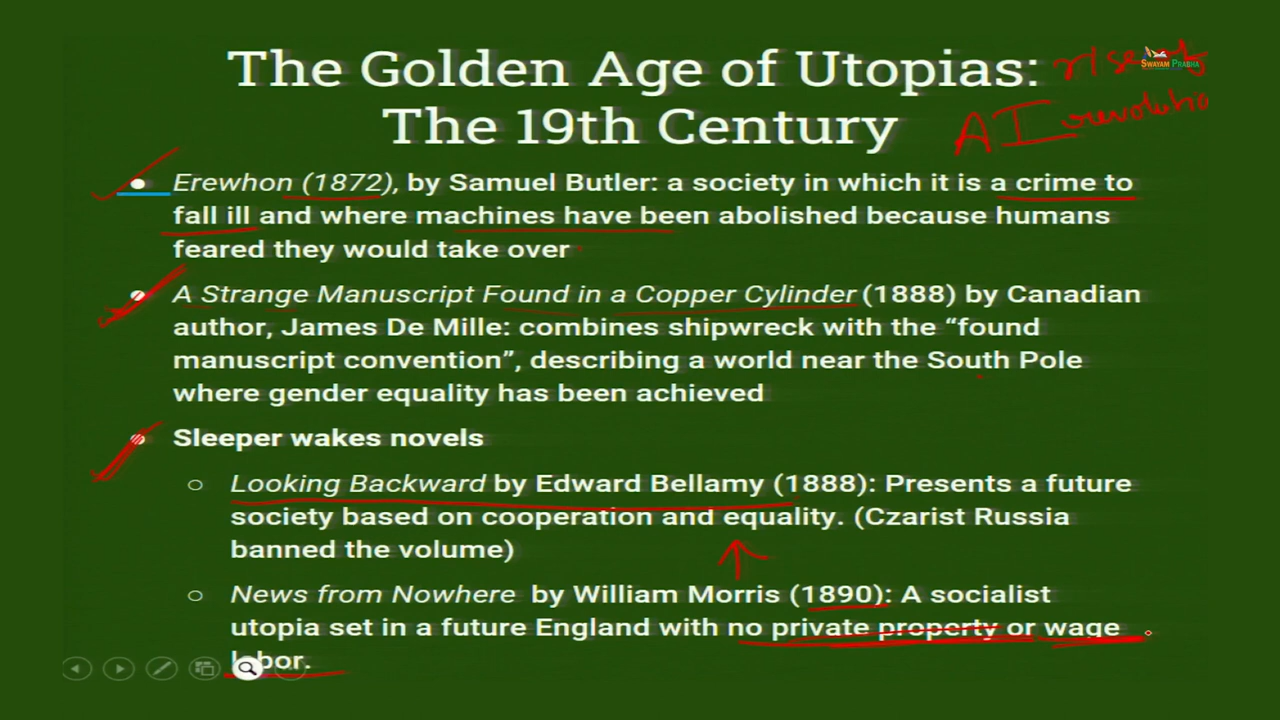 The Golden Age of Utopias:
The 19th Century
rise of
SWAYAM PRABHA
AI revolutio
Erewhon (1872), by Samuel Butler: a society in which it is a crime to
fall ill and where machines have been abolished because humans
feared they would take over
A Strange Manuscript Found in a Copper Cylinder (1888) by Canadian
author, James De Mille: combines shipwreck with the “found
manuscript convention”, describing a world near the South Pole
where gender equality has been achieved
Sleeper wakes novels
Looking Backward by Edward Bellamy (1888): Presents a future
society based on cooperation and equality. (Czarist Russia
banned the volume)
News from Nowhere by William Morris (1890): A socialist
utopia set in a future England with no private property or wage
labor.